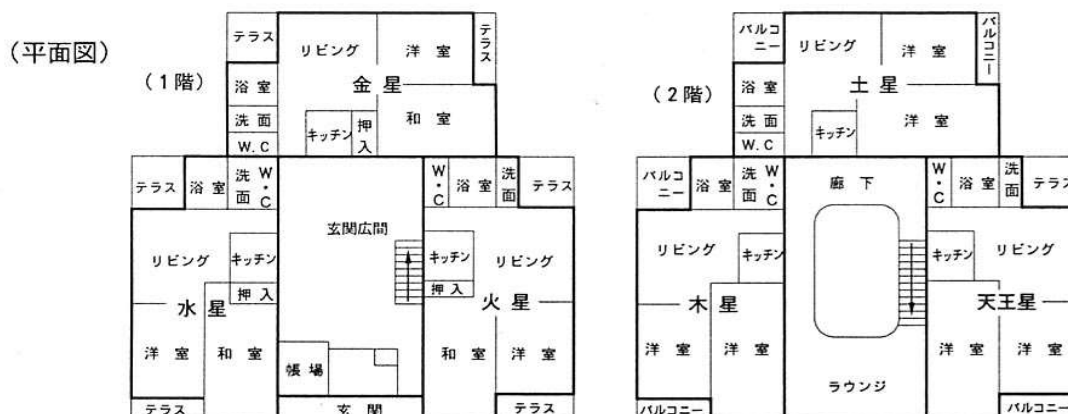 (平面図)
(1階)
テラス
リビング
洋室
テラス
浴室
金星
洗面
キッチン
押入
和室
W.C
テラス
浴室
洗面
W・C
W・C
浴室
洗面
テラス
玄関広間
リビング
キッチン
キッチン
リビング
押入
押入
水星
火星
洋室
和室
和室
洋室
帳場
テラス
玄関
テラス
(2階)
バルコニー
リビング
洋室
バルコニー
浴室
土星
洗面
キッチン
洋室
W.C
バルコニー
浴室
洗面
W・C
廊下
W・C
浴室
洗面
テラス
リビング
キッチン
キッチン
リビング
木星
天王星
洋室
洋室
洋室
洋室
ラウンジ
バルコニー
バルコニー